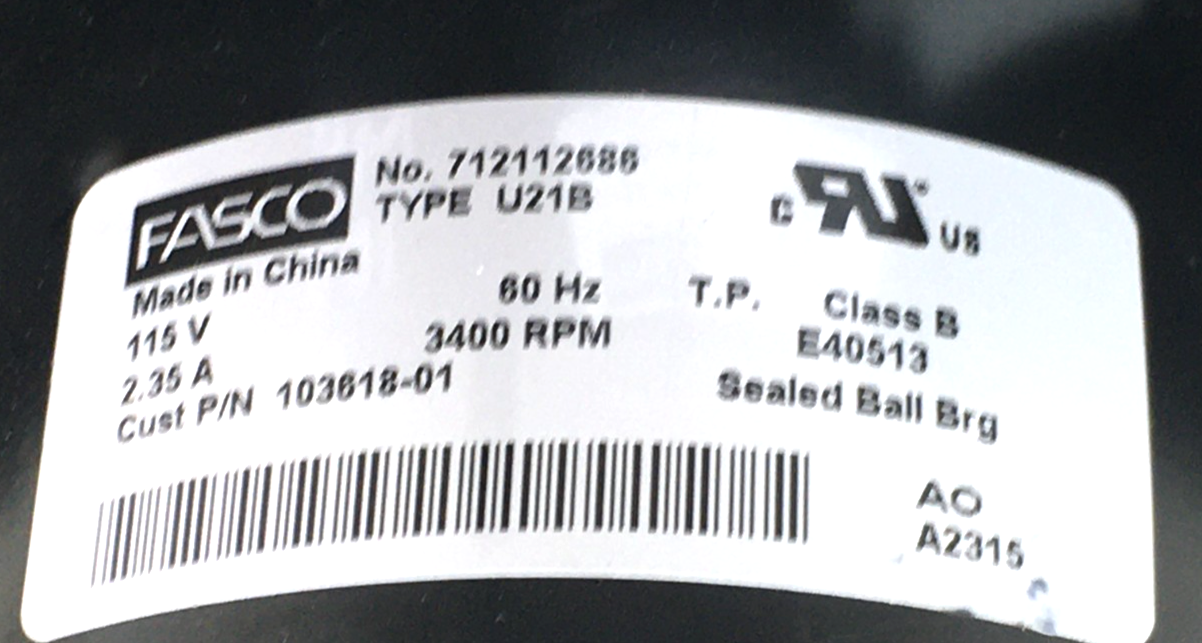 FASCO
No. 712112686
TYPE U21B
C RU ® US
Made in China
115 V
60 Hz
T.P.
Class B
2.35 A
3400 RPM
E40513
Cust P/N 103618-01
Sealed Ball Brg
AO
A2315